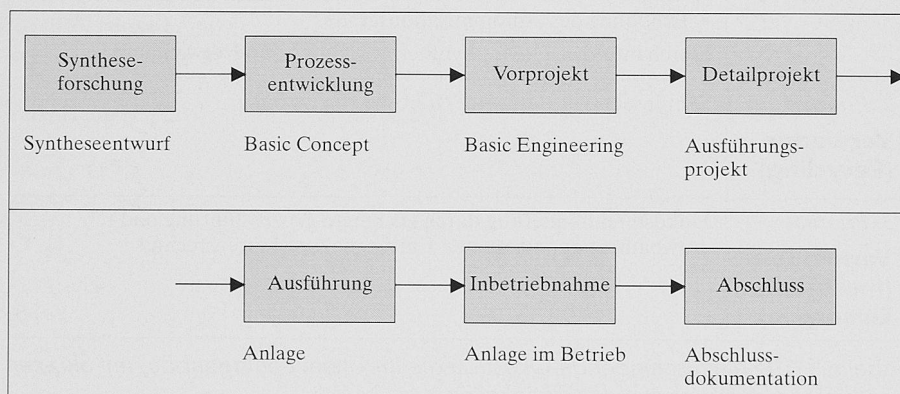 Synthese-
forschung
Prozess-
entwicklung
Vorprojekt
Detailprojekt
Syntheseentwurf
Basic Concept
Basic Engineering
Ausführungs-
projekt
Ausführung
Inbetriebnahme
Abschluss
Anlage
Anlage im Betrieb
Abschluss-
dokumentation